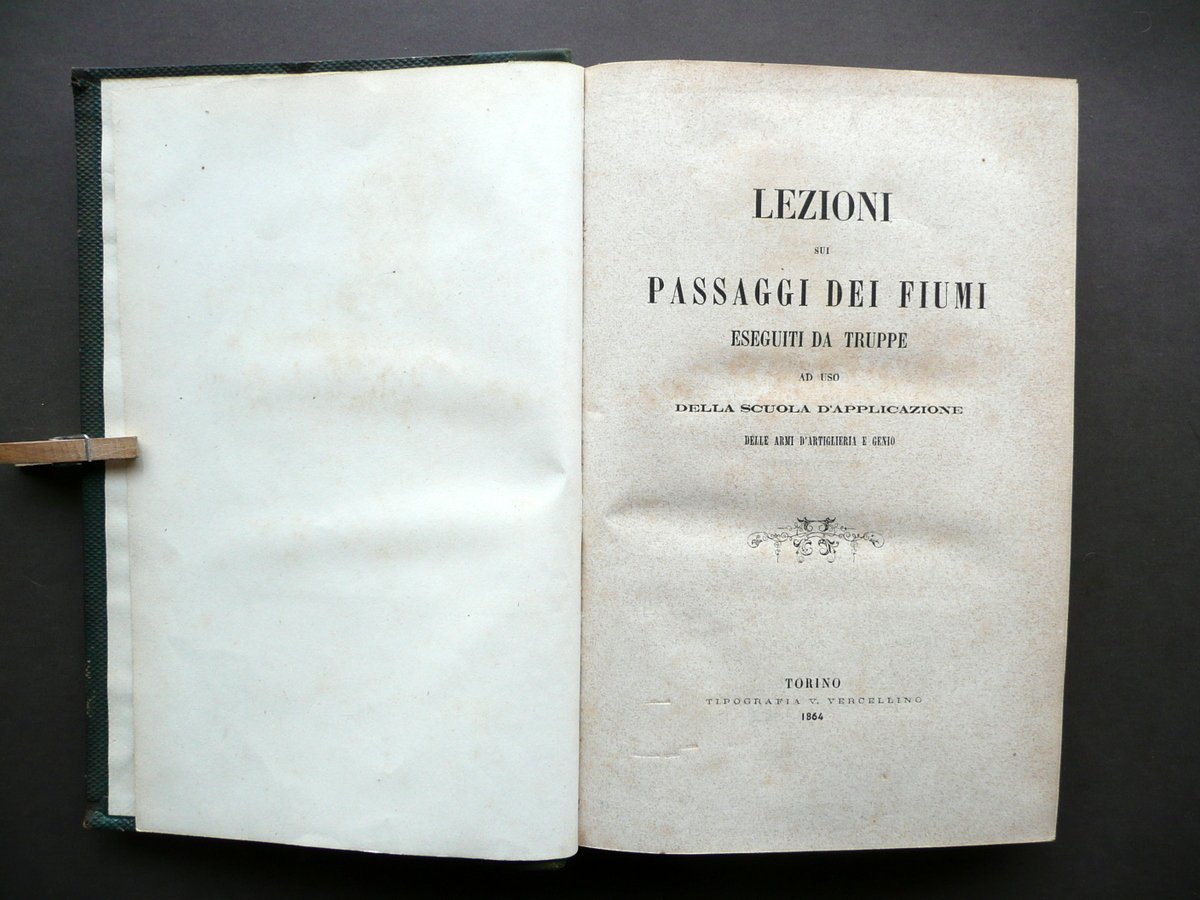 LEZIONI
SUI
PASSAGGI DEI FIUMI
ESEGUITI DA TRUPPE
AD USO
DELLA SCUOLA D'APPLICAZIONE
DELLE ARMI D'ARTIGLIERIA E GENIO
TORINO
TIPOGRAFIA V. VERCELLINO
1864